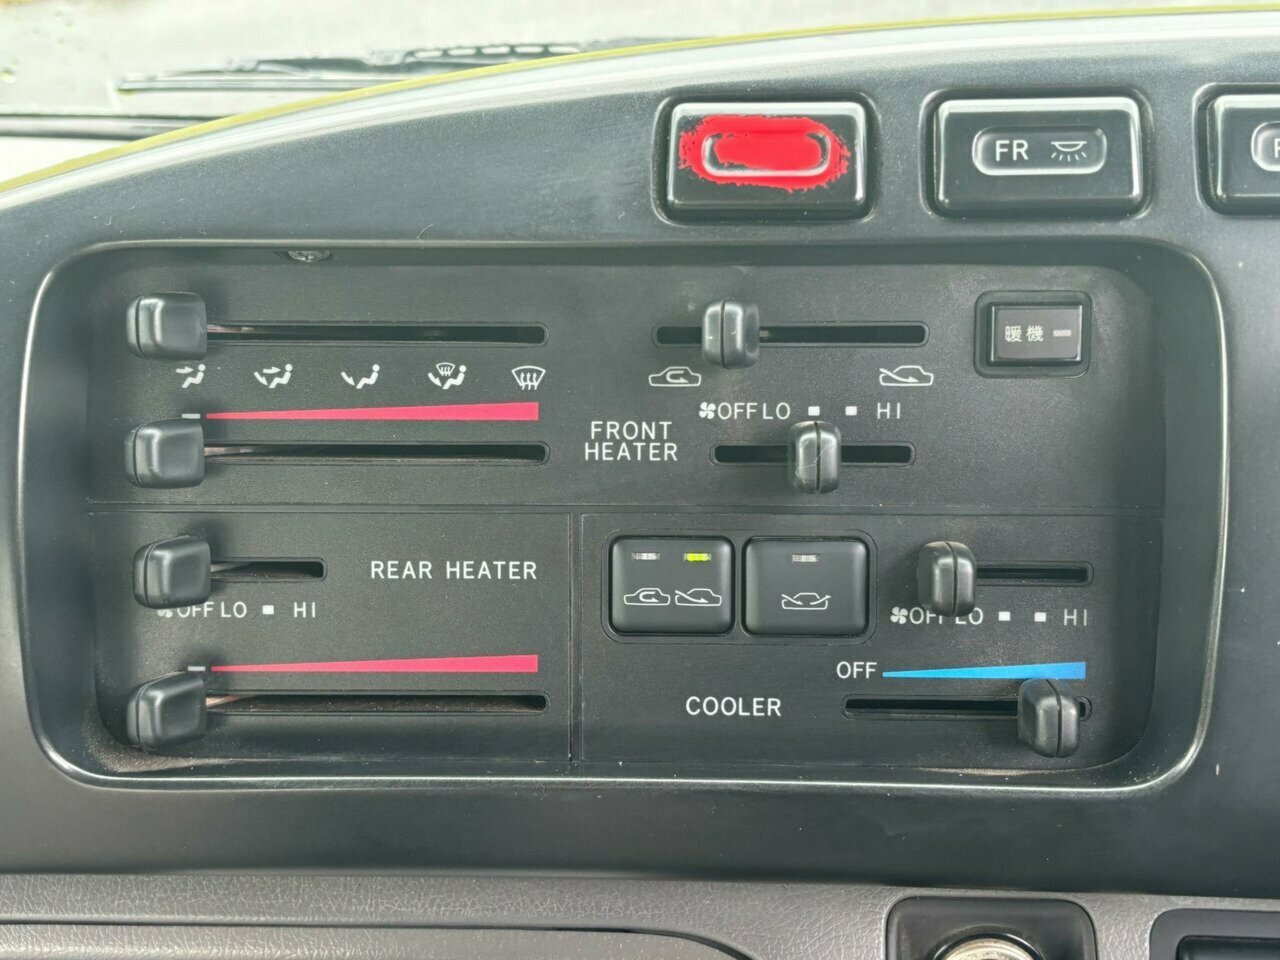 FR
暖機
OFF LO HI
FRONT
HEATER
REAR HEATER
OFF LO HI
OFF LO HI
OFF
COOLER